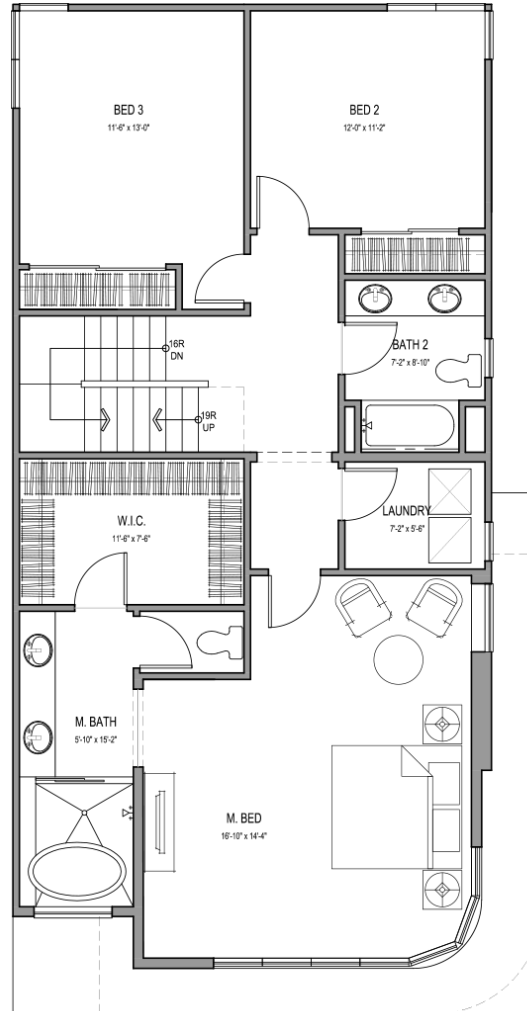 BED 3
11'-6" x 13'-0"
BED 2
12'-0" x 11'-2"
16R
DN
BATH 2
7'-2" x 8'-10"
19R
UP
W.I.C.
11'-6" x 7'-6"
LAUNDRY
7'-2" x 5'-6"
M. BATH
5'-10" x 15'-2"
M. BED
16'-10" x 14'-4"